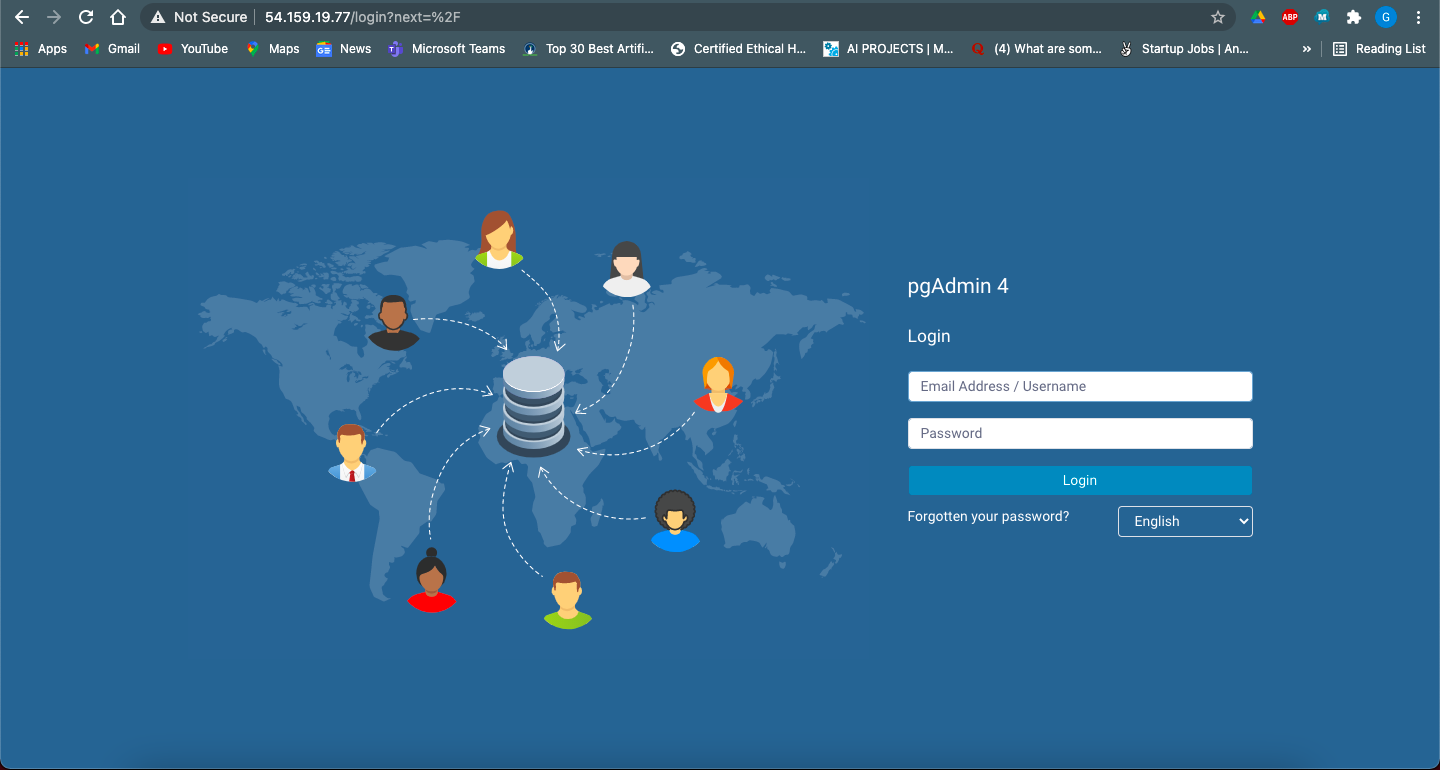 Not Secure 54.159.19.77/login?next=%2F ABP M G
Apps Gmail YouTube Maps GE News Microsoft Teams Top 30 Best Artifi... Certified Ethical H... AI PROJECTS | M... (4) What are som... Startup Jobs | An... » Reading List
pgAdmin 4
Login
Email Address / Username
Password
Login
Forgotten your password? English